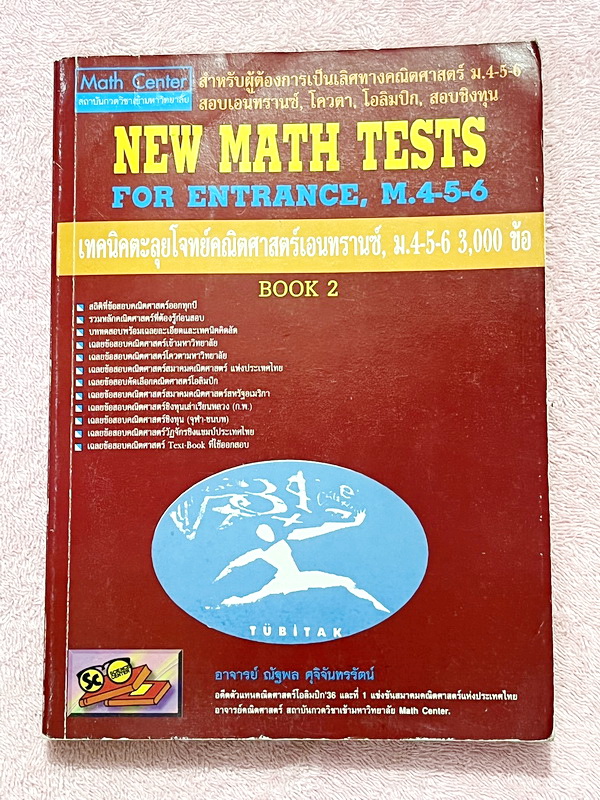 Math Center
สถาบันกวดวิชาเข้ามหาวิทยาลัย
สำหรับผู้ต้องการเป็นเลิศทางคณิตศาสตร์ ม.4-5-6
สอบเอนทรานซ์, โควตา, โอลิมปิก, สอบชิงทุน
NEW MATH TESTS
FOR ENTRANCE, M.4-5-6
เทคนิคตะลุยโจทย์คณิตศาสตร์เอนทรานซ์, ม.4-5-6 3,000 ข้อ
BOOK 2
สถิติที่ข้อสอบคณิตศาสตร์ออกทุกปี
รวมหลักคณิตศาสตร์ที่ต้องรู้ก่อนสอบ
บททดสอบพร้อมเฉลยละเอียดและเทคนิคคิดลัด
เฉลยข้อสอบคณิตศาสตร์เข้ามหาวิทยาลัย
เฉลยข้อสอบคณิตศาสตร์โควตามหาวิทยาลัย
เฉลยข้อสอบคณิตศาสตร์สมาคมคณิตศาสตร์ แห่งประเทศไทย
เฉลยข้อสอบคัดเลือกคณิตศาสตร์โอลิมปิก
เฉลยข้อสอบคณิตศาสตร์สมาคมคณิตศาสตร์สหรัฐอเมริกา
เฉลยข้อสอบคณิตศาสตร์ชิงทุนเล่าเรียนหลวง (ก.พ.)
เฉลยข้อสอบคณิตศาสตร์ชิงทุน (จุฬา-ชนบท)
เฉลยข้อสอบคณิตศาสตร์วัฏจักรชิงแชมป์ประเทศไทย
เฉลยข้อสอบคณิตศาสตร์ Text-Book ที่ใช้ออกสอบ
TÜBİTAK
Sc
SCIENCE CENTER
อาจารย์ ณัฐพล ศุจิจันทรรัตน์
อดีตตัวแทนคณิตศาสตร์โอลิมปิก'36 และที่ 1 แข่งขันสมาคมคณิตศาสตร์แห่งประเทศไทย
อาจารย์คณิตศาสตร์ สถาบันกวดวิชาเข้ามหาวิทยาลัย Math Center.